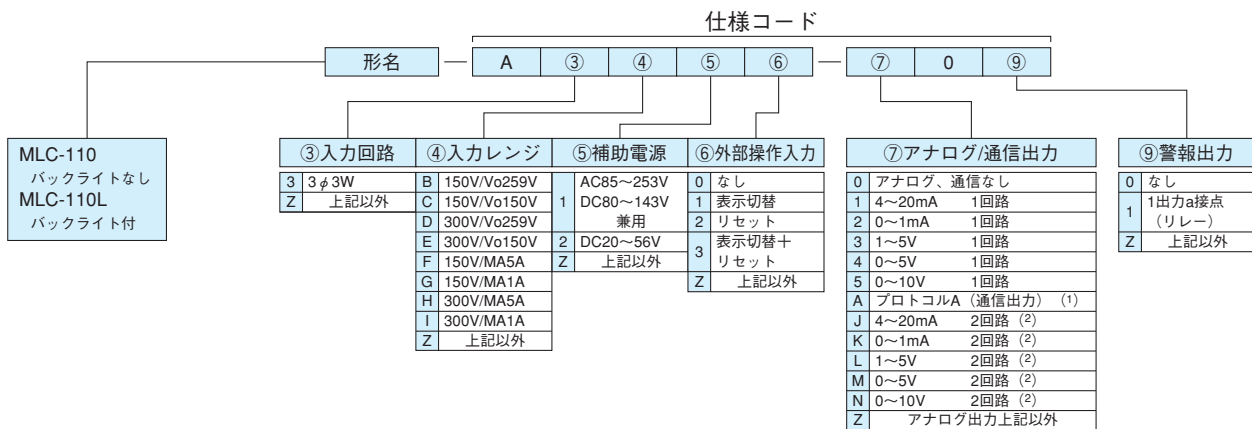 仕様コード
形名 － A ③ ④ ⑤ ⑥ － ⑦ 0 ⑨
MLC-110
バックライトなし
MLC-110L
バックライト付
③入力回路
3 3φ3W
Z 上記以外
④入力レンジ
B 150V/Vo259V
C 150V/Vo150V
D 300V/Vo259V
E 300V/Vo150V
F 150V/MA5A
G 150V/MA1A
H 300V/MA5A
I 300V/MA1A
Z 上記以外
⑤補助電源
1 AC85～253V
DC80～143V
兼用
2 DC20～56V
Z 上記以外
⑥外部操作入力
0 なし
1 表示切替
2 リセット
3 表示切替＋
リセット
Z 上記以外
⑦アナログ/通信出力
0 アナログ、通信なし
1 4～20mA 1回路
2 0～1mA 1回路
3 1～5V 1回路
4 0～5V 1回路
5 0～10V 1回路
A プロトコルA（通信出力）（1）
J 4～20mA 2回路（2）
K 0～1mA 2回路（2）
L 1～5V 2回路（2）
M 0～5V 2回路（2）
N 0～10V 2回路（2）
Z アナログ出力上記以外
⑨警報出力
0 なし
1 1出力a接点
（リレー）
Z 上記以外